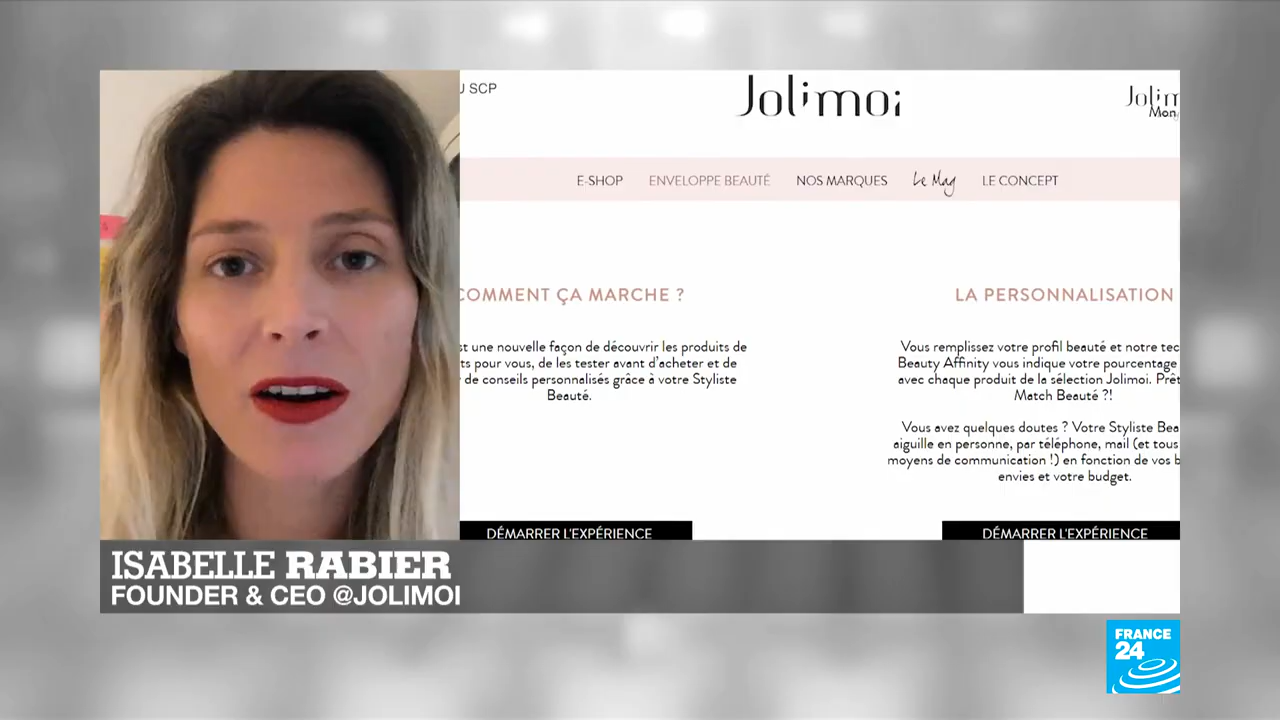 U SCP
Jolimoi
Jolim
Mon
E-SHOP
ENVELOPPE BEAUTÉ
NOS MARQUES
Le Mag
LE CONCEPT
COMMENT ÇA MARCHE ?
st une nouvelle façon de découvrir les produits de
ts pour vous, de les tester avant d'acheter et de
de conseils personnalisés grâce à votre Styliste
Beauté.
DÉMARRER L'EXPÉRIENCE
LA PERSONNALISATION
Vous remplissez votre profil beauté et notre tec
Beauty Affinity vous indique votre pourcentage
avec chaque produit de la sélection Jolimoi. Prêt
Match Beauté ?!
Vous avez quelques doutes ? Votre Styliste Bea
aiguille en personne, par téléphone, mail (et tous
moyens de communication !) en fonction de vos b
envies et votre budget.
DÉMARRER L'EXPÉRIENCE
ISABELLE RABIER
FOUNDER & CEO @JOLIMOI
FRANCE
24